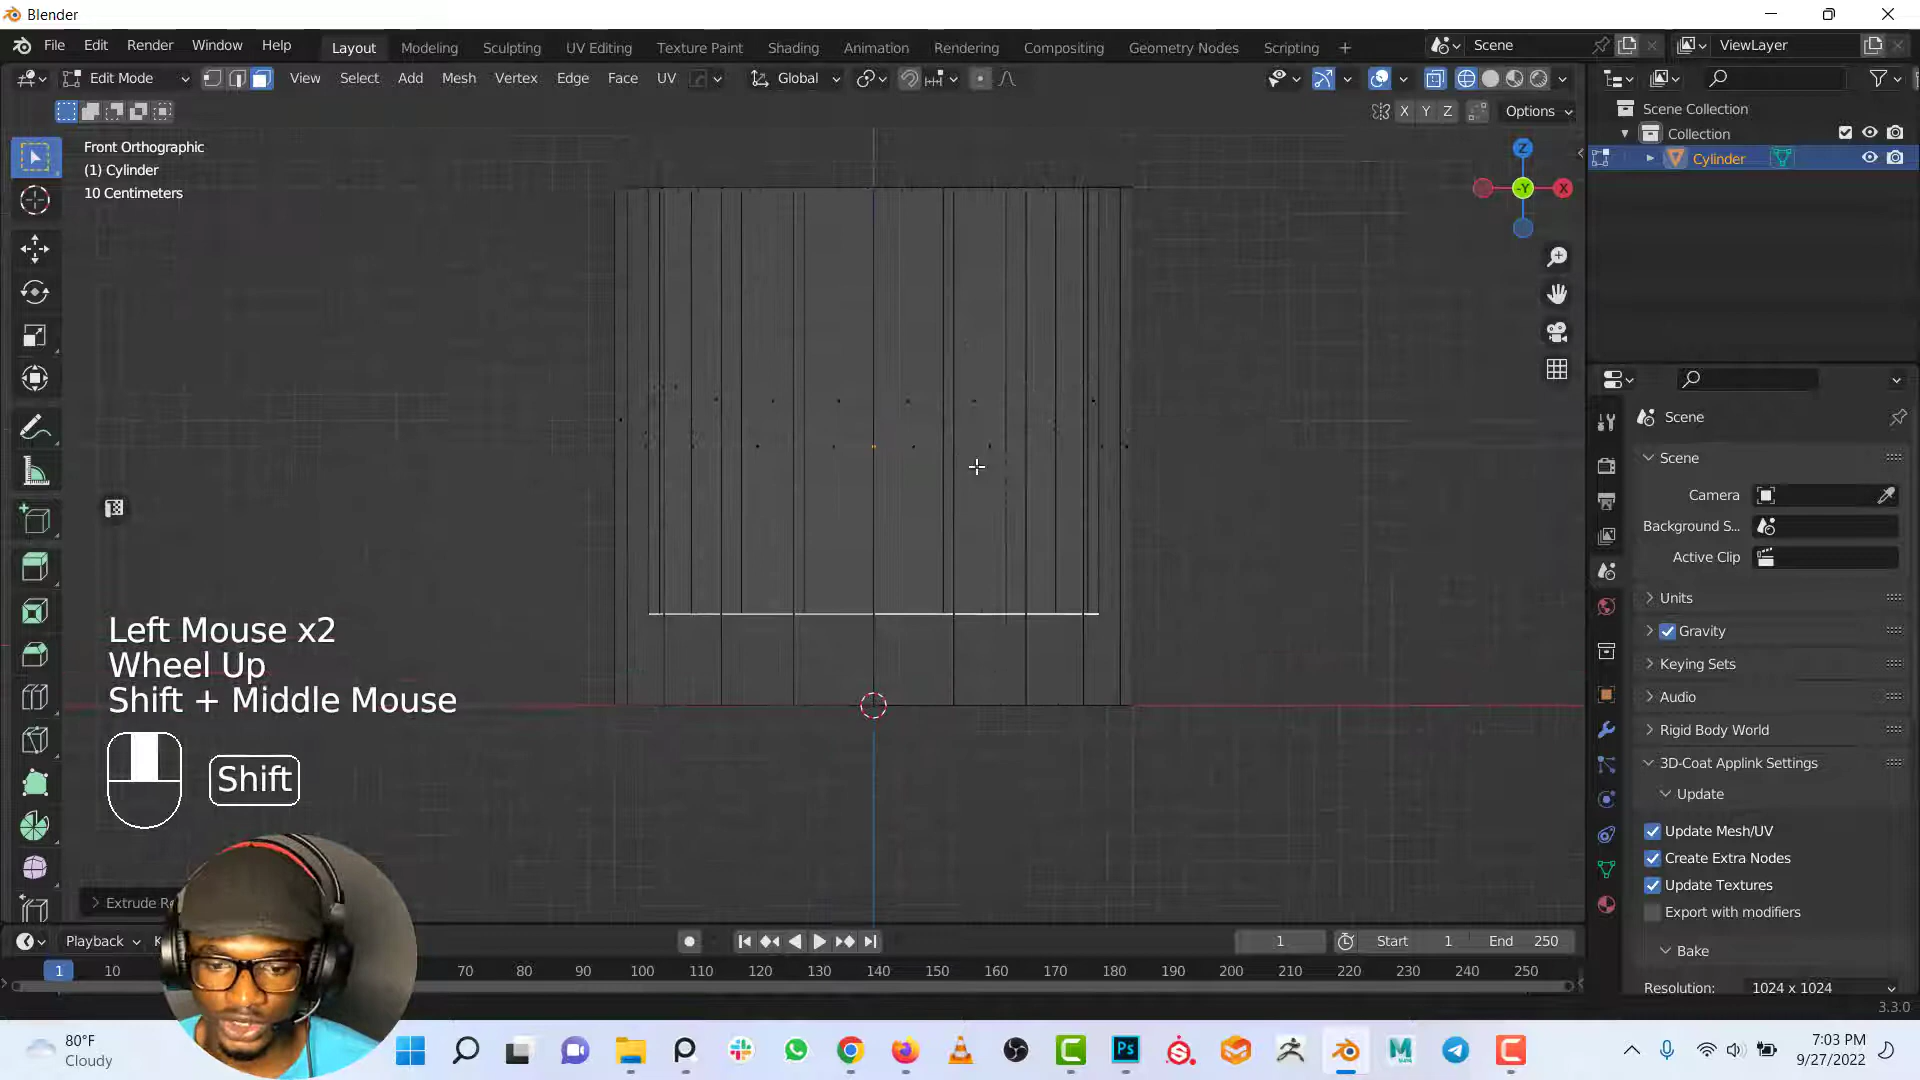 Blender
File Edit Render Window Help
Layout Modeling Sculpting UV Editing Texture Paint Shading Animation Rendering Compositing Geometry Nodes Scripting +
Scene
ViewLayer
Edit Mode
View Select Add Mesh Vertex Edge Face UV
Global
X Y Z
Options
Front Orthographic
(1) Cylinder
10 Centimeters
Z
-Y
X
Scene Collection
Collection
Cylinder
Scene
Scene
Camera
Background S...
Active Clip
Units
Gravity
Keying Sets
Audio
Rigid Body World
3D-Coat Applink Settings
Update
Update Mesh/UV
Create Extra Nodes
Update Textures
Export with modifiers
Bake
Resolution: 1024 x 1024
3.3.0
Left Mouse x2
Wheel Up
Shift + Middle Mouse
Shift
Extrude Re
Playback
1
Start 1
End 250
1 10 70 80 90 100 110 120 130 140 150 160 170 180 190 200 210 220 230 240 250
80°F
Cloudy
Ps
7:03 PM
9/27/2022